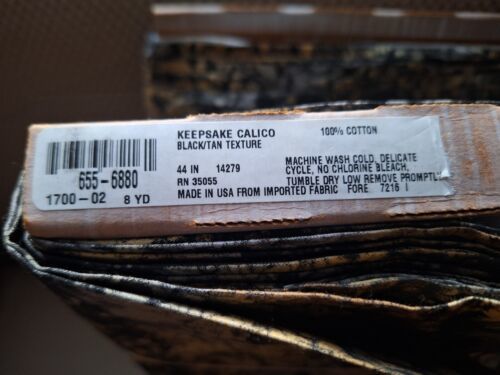 KEEPSAKE CALICO 100% COTTON
BLACK/TAN TEXTURE
655-6880
1700-02 8 YD
44 IN 14279
RN 35055
MADE IN USA FROM IMPORTED FABRIC FORE 7216 I
MACHINE WASH COLD, DELICATE
CYCLE, NO CHLORINE BLEACH,
TUMBLE DRY LOW REMOVE PROMPTL